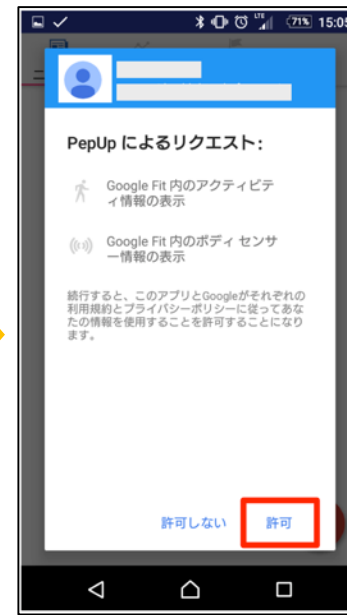 LTE 71% 15:05
PepUp によるリクエスト:
Google Fit 内のアクティビテ
ィ情報の表示
Google Fit 内のボディ センサ
ー情報の表示
続行すると、このアプリとGoogleがそれぞれの
利用規約とプライバシーポリシーに従ってあな
たの情報を使用することを許可することになり
ます。
許可しない 許可